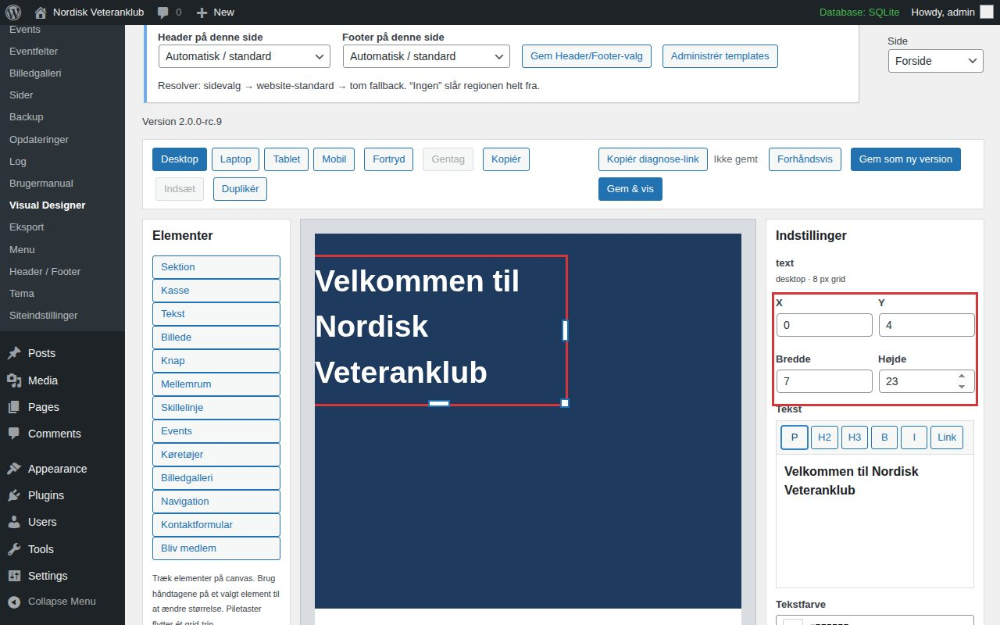 Nordisk Veteranklub
0
New
Database: SQLite
Howdy, admin
Events
Eventfelter
Billedgalleri
Sider
Backup
Opdateringer
Log
Brugermanual
Visual Designer
Eksport
Menu
Header / Footer
Tema
Siteindstillinger
Posts
Media
Pages
Comments
Appearance
Plugins
Users
Tools
Settings
Collapse Menu
Header på denne side
Footer på denne side
Automatisk / standard
Automatisk / standard
Gem Header/Footer-valg
Administrér templates
Resolver: sidevalg → website-standard → tom fallback. “Ingen” slår regionen helt fra.
Side
Forside
Version 2.0.0-rc.9
Desktop
Laptop
Tablet
Mobil
Fortryd
Gentag
Kopiér
Indsæt
Duplikér
Kopiér diagnose-link
Ikke gemt
Forhåndsvis
Gem som ny version
Gem & vis
Elementer
Sektion
Kasse
Tekst
Billede
Knap
Mellemrum
Skillelinje
Events
Køretøjer
Billedgalleri
Navigation
Kontaktformular
Bliv medlem
Træk elementer på canvas. Brug
håndtagene på et valgt element til
at ændre størrelse. Piletaster
flytter ét grid-trin.
Velkommen til
Nordisk
Veteranklub
Indstillinger
text
desktop · 8 px grid
X
Y
0
4
Bredde
Højde
7
23
Tekst
P
H2
H3
B
I
Link
Velkommen til Nordisk
Veteranklub
Tekstfarve